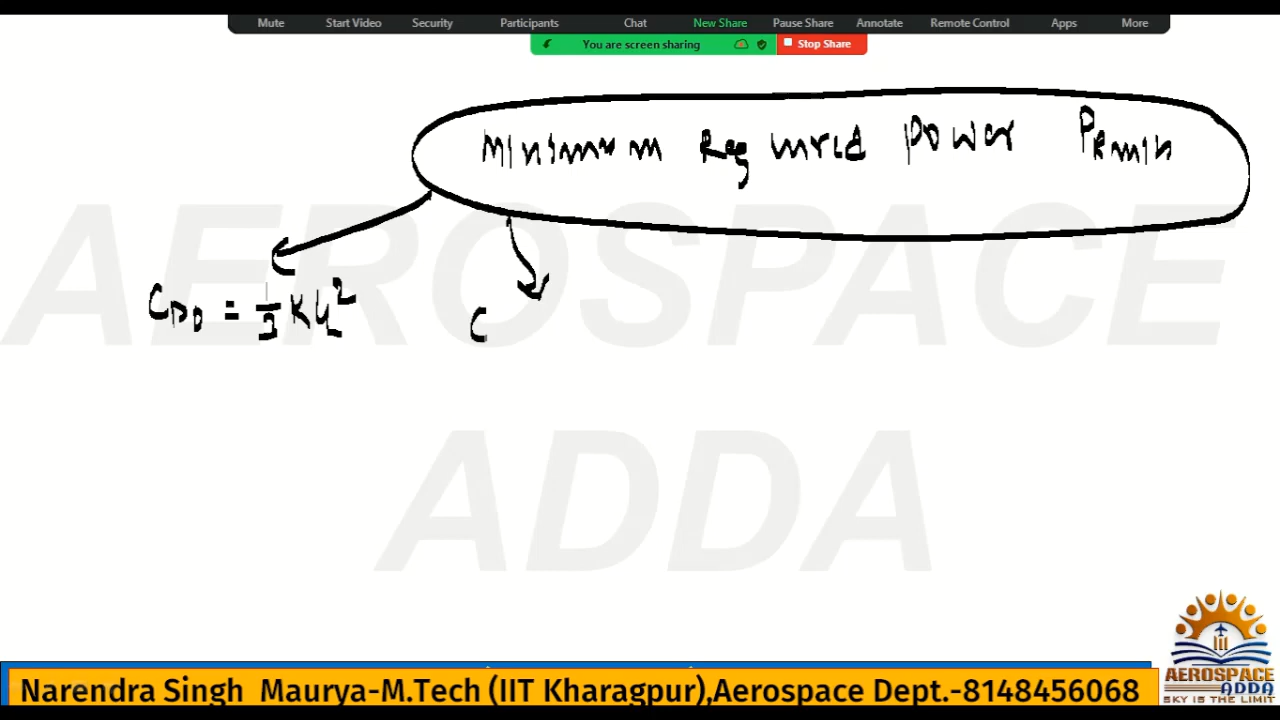 Mute Start Video Security Participants Chat New Share Pause Share Annotate Remote Control Apps More
You are screen sharing Stop Share
Minimum Required Power PRmin
CD0 = 1/3 KCL²
C
AEROSPACE
ADDA
AEROSPACE
ADDA
SKY IS THE LIMIT
Narendra Singh Maurya-M.Tech (IIT Kharagpur),Aerospace Dept.-8148456068